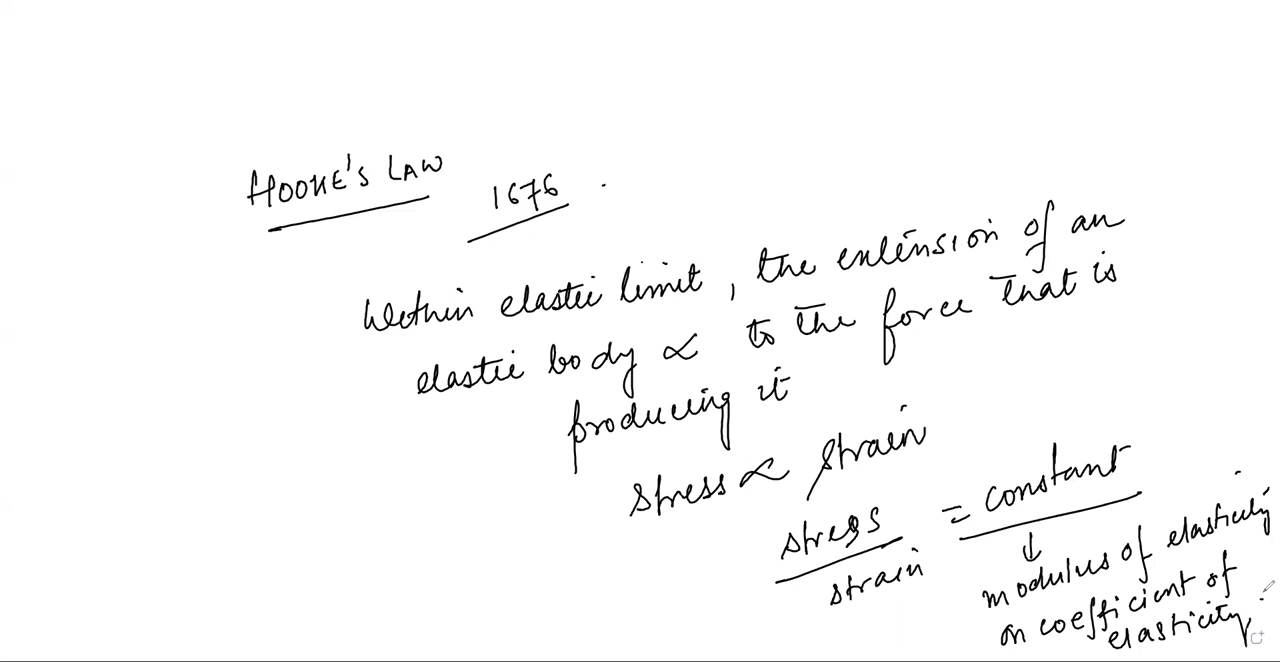 HOOKE'S LAW 1676
Within elastic limit, the extension of an
elastic body ∝ to the force that is
producing it
stress ∝ strain
stress / strain = constant
↓
modulus of elasticity
or coefficient of
elasticity.